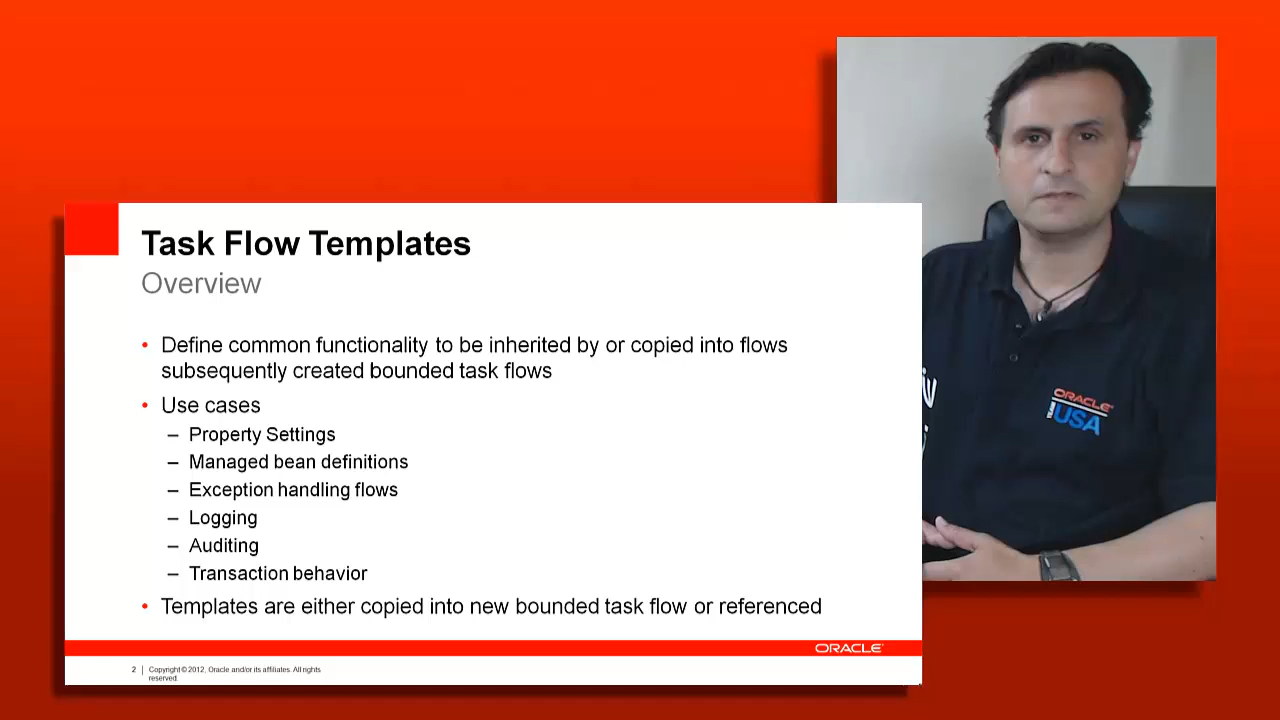 Task Flow Templates
Overview
• Define common functionality to be inherited by or copied into flows
subsequently created bounded task flows
• Use cases
– Property Settings
– Managed bean definitions
– Exception handling flows
– Logging
– Auditing
– Transaction behavior
• Templates are either copied into new bounded task flow or referenced
ORACLE
2 | Copyright © 2012, Oracle and/or its affiliates. All rights
reserved.
ORACLE
USA